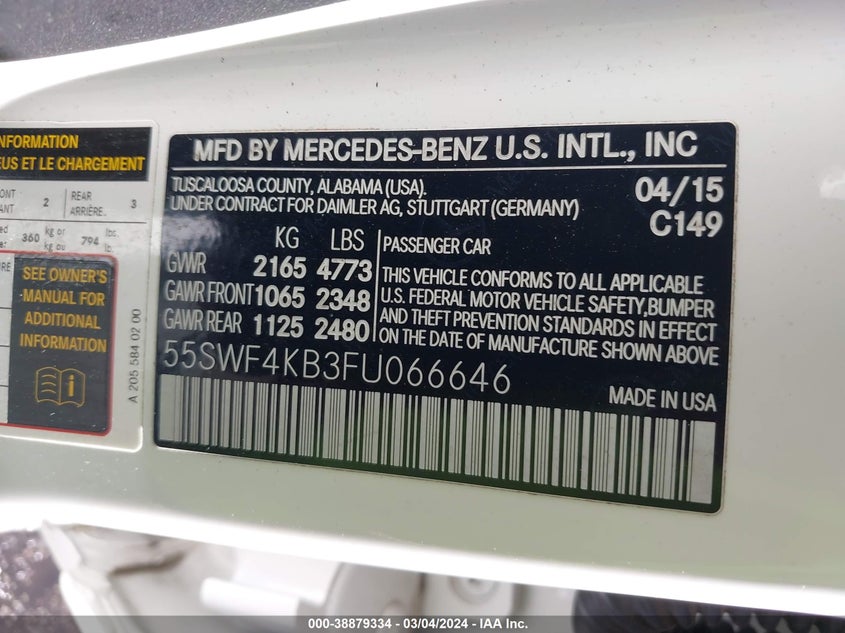 INFORMATION
EUS ET LE CHARGEMENT
2 REAR 3
ARRIÈRE
360 kg or 794 lbs.
kg ou lb.
SEE OWNER'S
MANUAL FOR
ADDITIONAL
INFORMATION
A 205 584 02 00
MFD BY MERCEDES-BENZ U.S. INTL., INC
TUSCALOOSA COUNTY, ALABAMA (USA).
UNDER CONTRACT FOR DAIMLER AG, STUTTGART (GERMANY)
04/15
C149
KG LBS
GVWR 2165 4773
GAWR FRONT 1065 2348
GAWR REAR 1125 2480
PASSENGER CAR
THIS VEHICLE CONFORMS TO ALL APPLICABLE
U.S. FEDERAL MOTOR VEHICLE SAFETY,BUMPER
AND THEFT PREVENTION STANDARDS IN EFFECT
ON THE DATE OF MANUFACTURE SHOWN ABOVE
55SWF4KB3FU066646
MADE IN USA
000-38879334 - 03/04/2024 - IAA Inc.